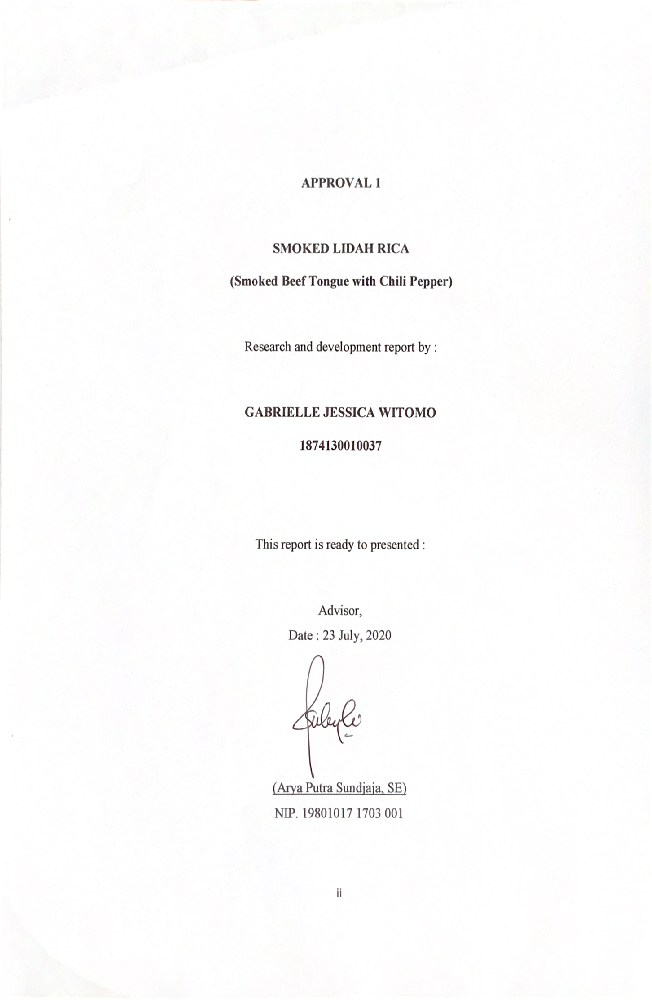 APPROVAL 1
SMOKED LIDAH RICA
(Smoked Beef Tongue with Chili Pepper)
Research and development report by :
GABRIELLE JESSICA WITOMO
1874130010037
This report is ready to presented :
Advisor,
Date : 23 July, 2020
(Arya Putra Sundjaja, SE)
NIP. 19801017 1703 001
ii